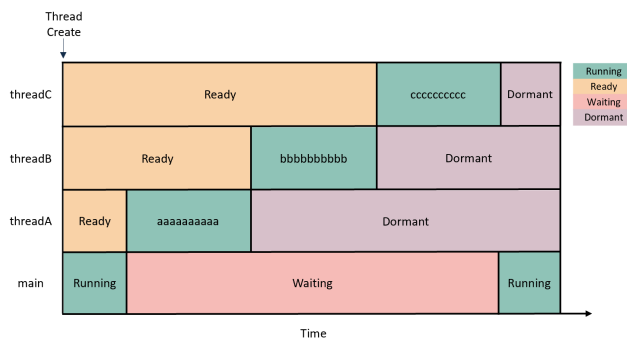 Thread
Create
threadC
Ready
cccccccccc
Dormant
Running
Ready
Waiting
Dormant
threadB
Ready
bbbbbbbbbb
Dormant
threadA
Ready
aaaaaaaaaa
Dormant
main
Running
Waiting
Running
Time